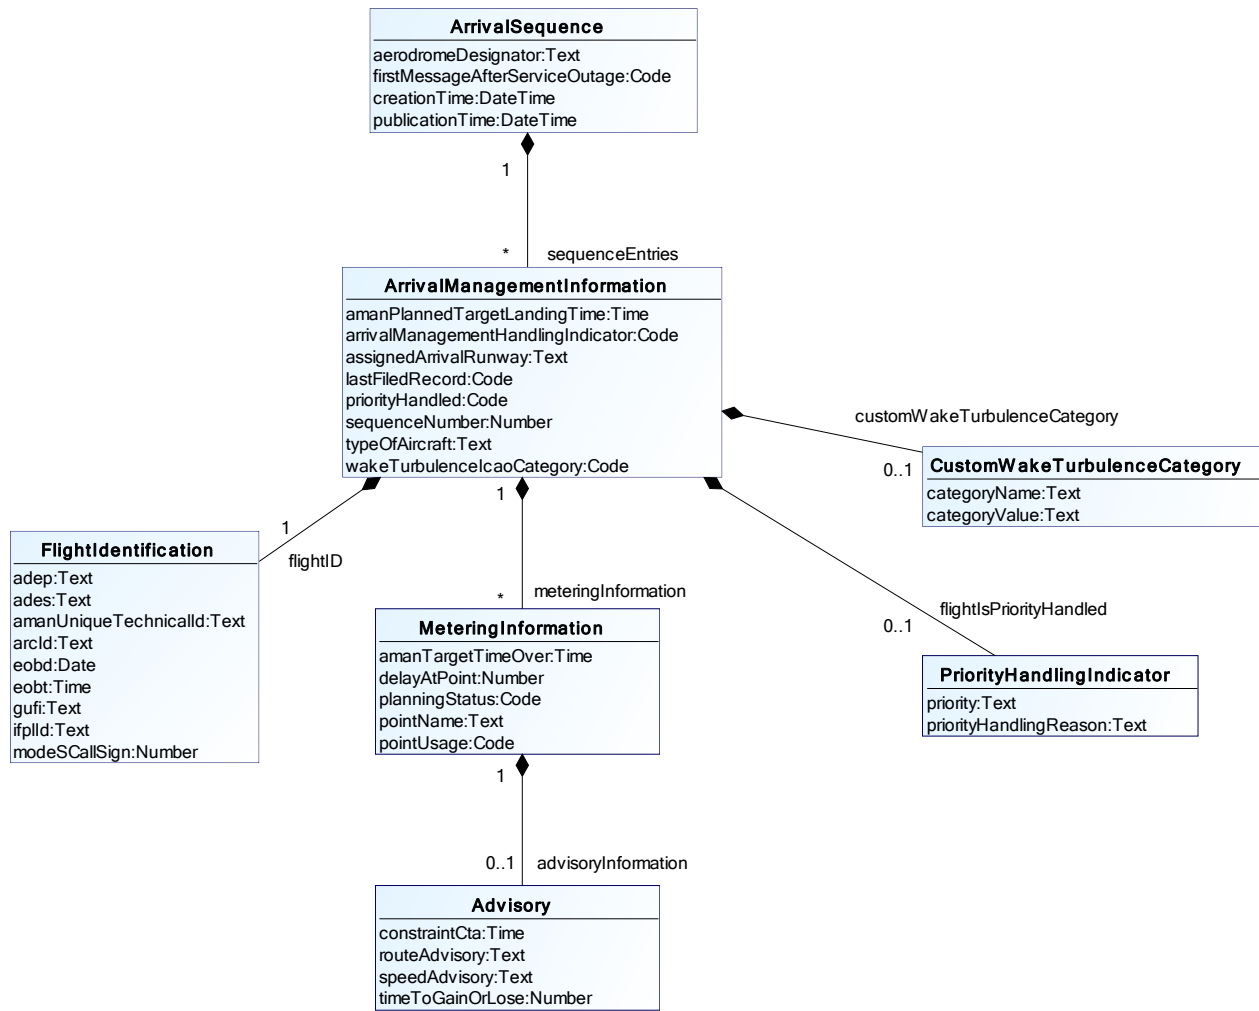 ArrivalSequence
aerodromeDesignator:Text
firstMessageAfterServiceOutage:Code
creationTime:DateTime
publicationTime:DateTime
1
* sequenceEntries
ArrivalManagementInformation
amanPlannedTargetLandingTime:Time
arrivalManagementHandlingIndicator:Code
assignedArrivalRunway:Text
lastFiledRecord:Code
priorityHandled:Code
sequenceNumber:Number
typeOfAircraft:Text
wakeTurbulenceIcaoCategory:Code
customWakeTurbulenceCategory
0..1
CustomWakeTurbulenceCategory
categoryName:Text
categoryValue:Text
1
flightID
FlightIdentification
adep:Text
ades:Text
amanUniqueTechnicalId:Text
arcId:Text
eobd:Date
eobt:Time
gufi:Text
ifplId:Text
modeSCallSign:Number
1
* meteringInformation
MeteringInformation
amanTargetTimeOver:Time
delayAtPoint:Number
planningStatus:Code
pointName:Text
pointUsage:Code
flightIsPriorityHandled
0..1
PriorityHandlingIndicator
priority:Text
priorityHandlingReason:Text
1
0..1 advisoryInformation
Advisory
constraintCta:Time
routeAdvisory:Text
speedAdvisory:Text
timeToGainOrLose:Number